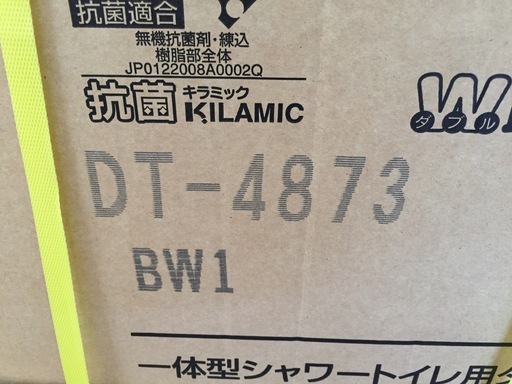 抗菌適合
無機抗菌剤・練込
樹脂部全体
JP0122008A0002Q
抗菌 キラミック KILAMIC
ダブル
DT-4873
BW1
一体型シャワートイレ用